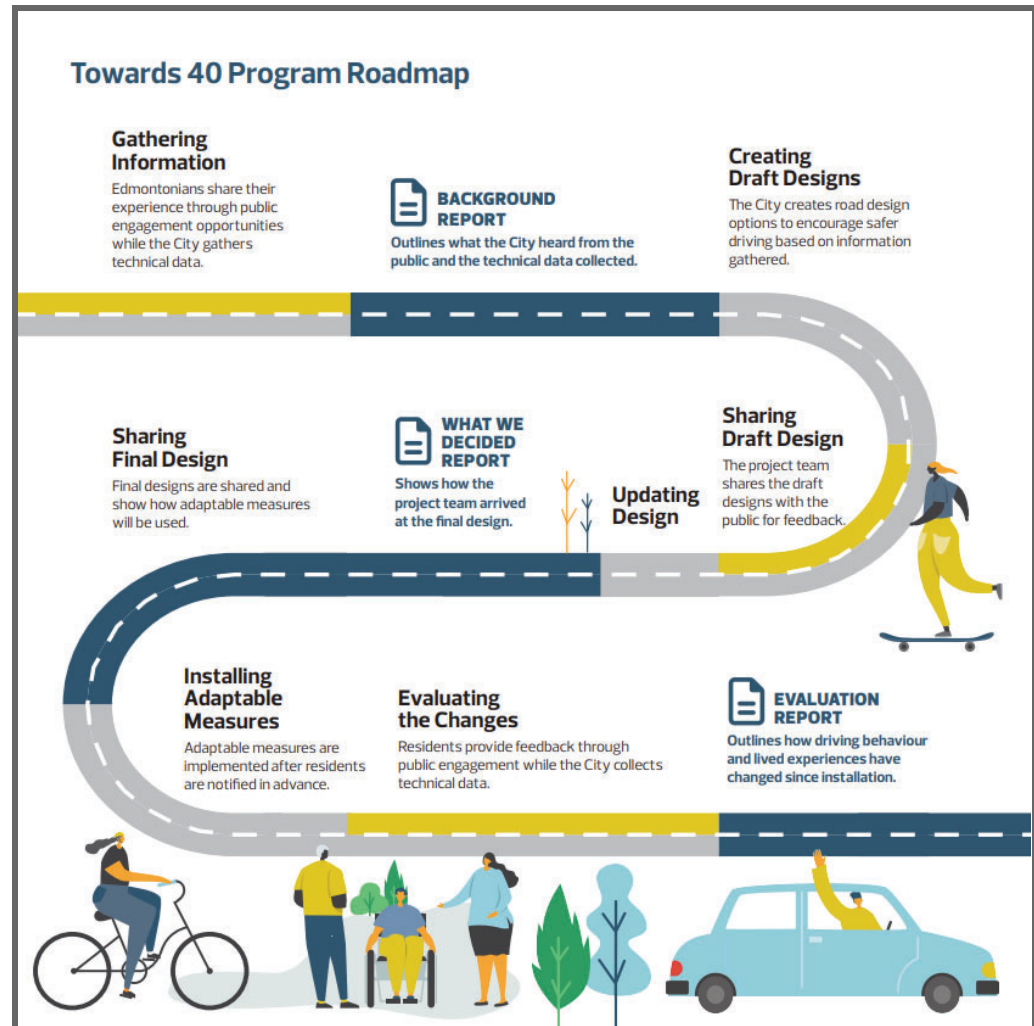 Towards 40 Program Roadmap
Gathering
Information
Edmontonians share their
experience through public
engagement opportunities
while the City gathers
technical data.
BACKGROUND
REPORT
Outlines what the City heard from the
public and the technical data collected.
Creating
Draft Designs
The City creates road design
options to encourage safer
driving based on information
gathered.
Sharing
Draft Design
The project team
shares the draft
designs with the
public for feedback.
Updating
Design
WHAT WE
DECIDED
REPORT
Shows how the
project team arrived
at the final design.
Sharing
Final Design
Final designs are shared and
show how adaptable measures
will be used.
Installing
Adaptable
Measures
Adaptable measures are
implemented after residents
are notified in advance.
Evaluating
the Changes
Residents provide feedback through
public engagement while the City collects
technical data.
EVALUATION
REPORT
Outlines how driving behaviour
and lived experiences have
changed since installation.